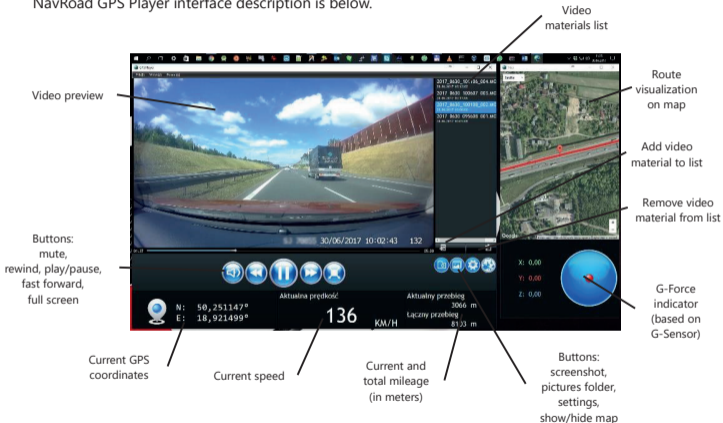 NavRoad GPS Player interface description is below.
Video
materials list
Video preview
Route
visualization
on map
Add video
material to list
Remove video
material from list
30/06/2017 10:02:43 132
Buttons:
mute,
rewind, play/pause,
fast forward,
full screen
X: 0,00
Y: 0,00
Z: 0,00
G-Force
indicator
(based on
G-Sensor)
N: 50,251147°
E: 18,921499°
Aktualna prędkość
136
KM/H
Aktualny przebieg
3066 m
Łączny przebieg
8103 m
Current GPS
coordinates
Current speed
Current and
total mileage
(in meters)
Buttons:
screenshot,
pictures folder,
settings,
show/hide map